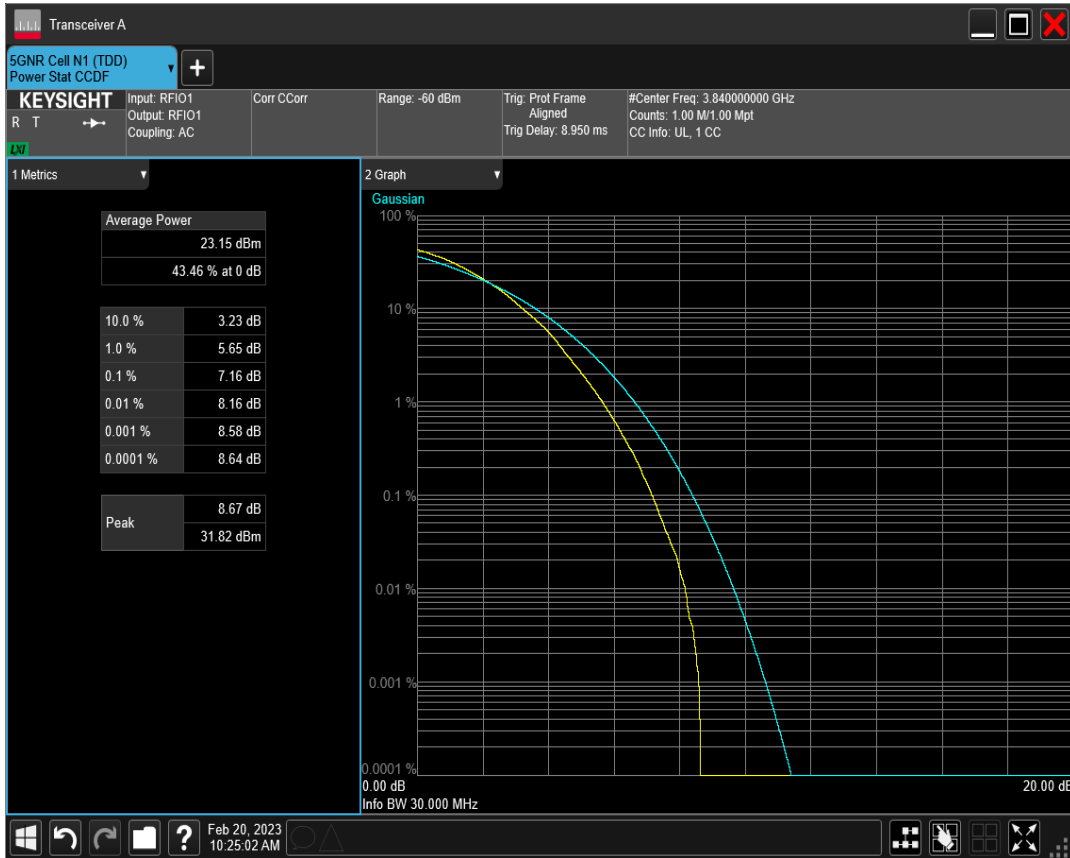 Transceiver A
5GNR Cell N1 (TDD)
Power Stat CCDF
+
KEYSIGHT
R T
LXI
Input: RFIO1
Output: RFIO1
Coupling: AC
Corr CCorr
Range: -60 dBm
Trig: Prot Frame
Aligned
Trig Delay: 8.950 ms
#Center Freq: 3.840000000 GHz
Counts: 1.00 M/1.00 Mpt
CC Info: UL, 1 CC
1 Metrics
Average Power
23.15 dBm
43.46 % at 0 dB
10.0 % 3.23 dB
1.0 % 5.65 dB
0.1 % 7.16 dB
0.01 % 8.16 dB
0.001 % 8.58 dB
0.0001 % 8.64 dB
Peak
8.67 dB
31.82 dBm
2 Graph
Gaussian
100 %
10 %
1 %
0.1 %
0.01 %
0.001 %
0.0001 %
0.00 dB 20.00 dB
Info BW 30.000 MHz
?
Feb 20, 2023
10:25:02 AM